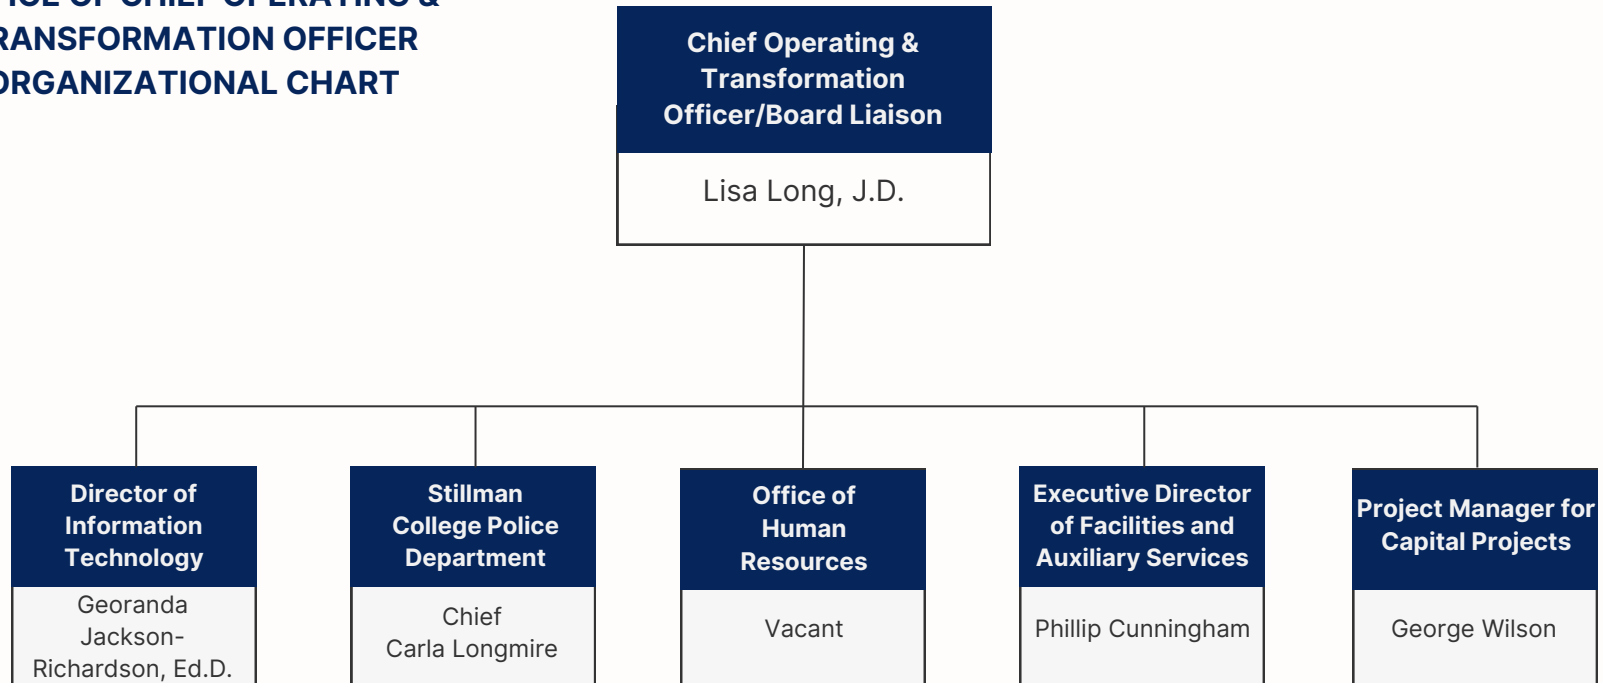 TRANSFORMATION OFFICER
ORGANIZATIONAL CHART
Chief Operating &
Transformation
Officer/Board Liaison
Lisa Long, J.D.
Director of
Information
Technology
Georanda
Jackson-
Richardson, Ed.D.
Stillman
College Police
Department
Chief
Carla Longmire
Office of
Human
Resources
Vacant
Executive Director
of Facilities and
Auxiliary Services
Phillip Cunningham
Project Manager for
Capital Projects
George Wilson